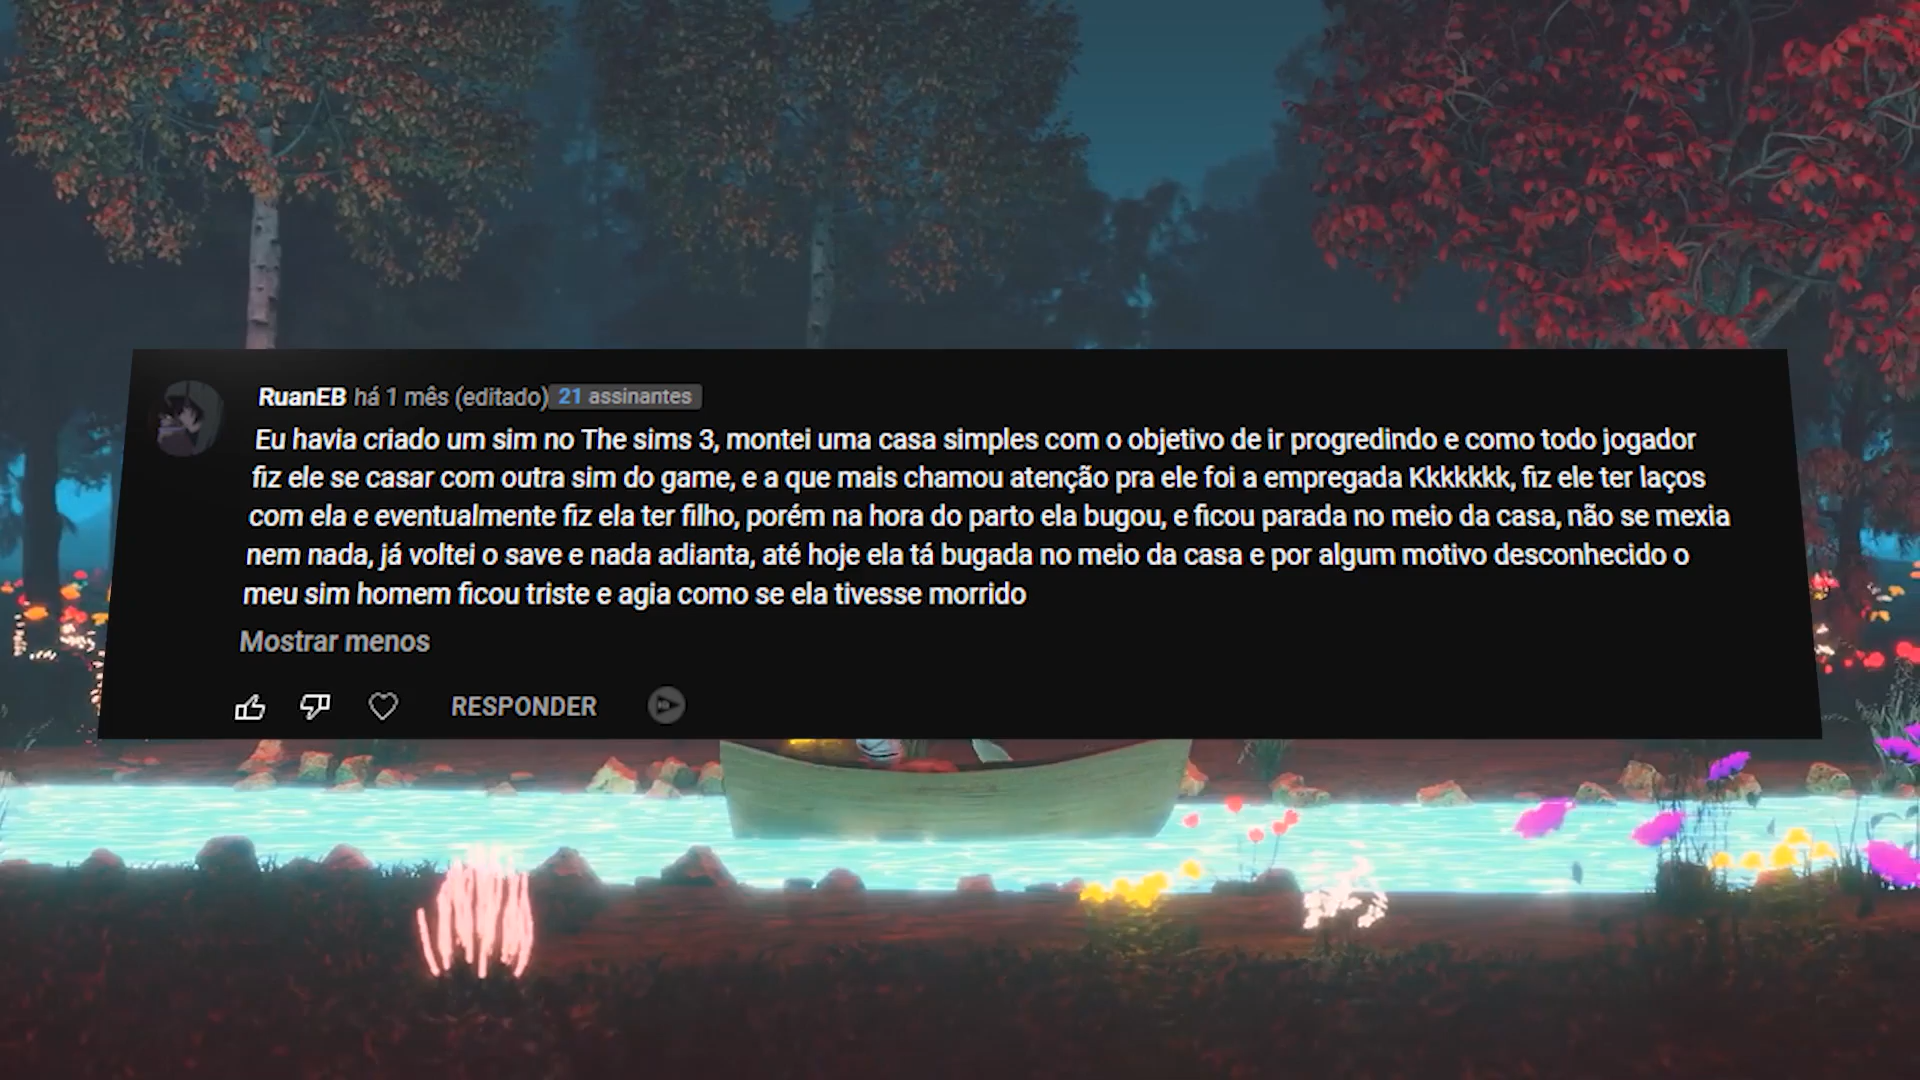 RuanEB há 1 mês (editado) 21 assinantes
Eu havia criado um sim no The sims 3, montei uma casa simples com o objetivo de ir progredindo e como todo jogador
fiz ele se casar com outra sim do game, e a que mais chamou atenção pra ele foi a empregada Kkkkkkk, fiz ele ter laços
com ela e eventualmente fiz ela ter filho, porém na hora do parto ela bugou, e ficou parada no meio da casa, não se mexia
nem nada, já voltei o save e nada adianta, até hoje ela tá bugada no meio da casa e por algum motivo desconhecido o
meu sim homem ficou triste e agia como se ela tivesse morrido
Mostrar menos
RESPONDER